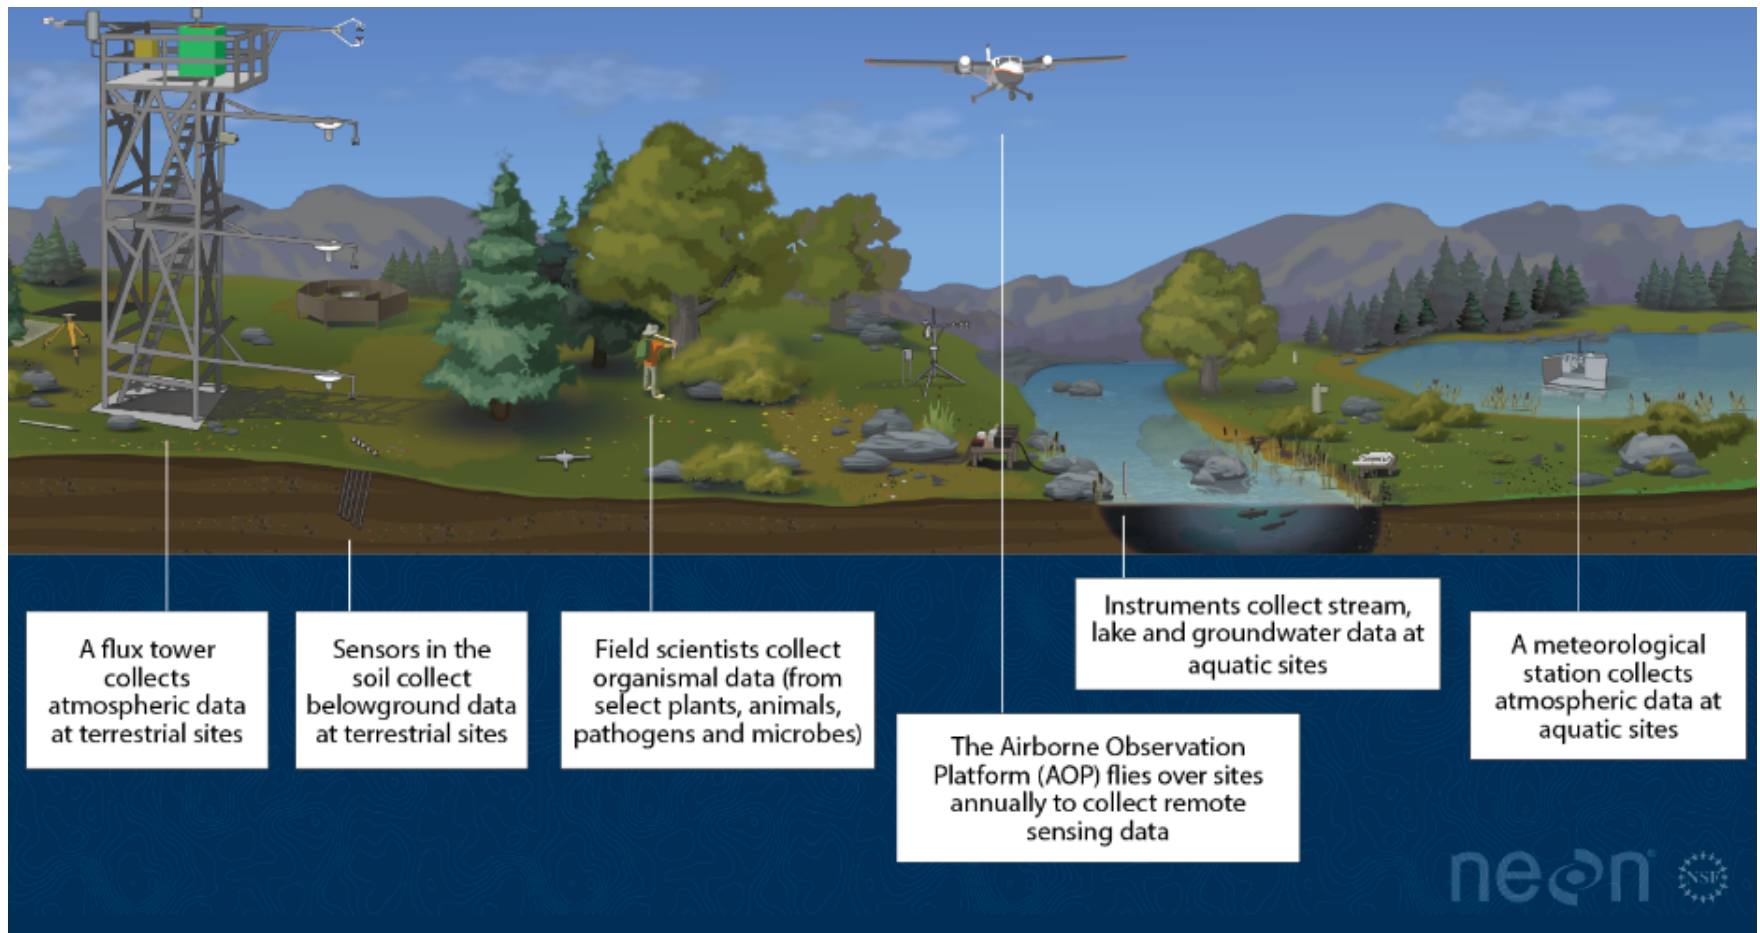 A flux tower
collects
atmospheric data
at terrestrial sites
Sensors in the
soil collect
belowground data
at terrestrial sites
Field scientists collect
organismal data (from
select plants, animals,
pathogens and microbes)
The Airborne Observation
Platform (AOP) flies over sites
annually to collect remote
sensing data
Instruments collect stream,
lake and groundwater data at
aquatic sites
A meteorological
station collects
atmospheric data at
aquatic sites
neon
NSF